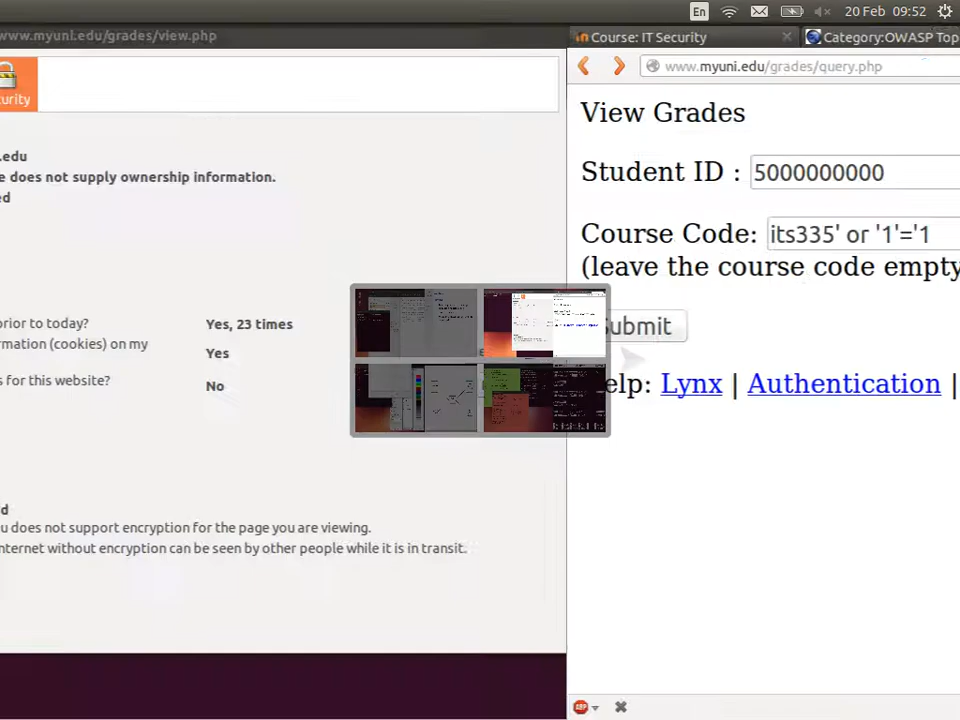 En 20 Feb 09:52
www.myuni.edu/grades/view.php
urity
.edu
e does not supply ownership information.
d
prior to today? Yes, 23 times
rmation (cookies) on my Yes
s for this website? No
d
u does not support encryption for the page you are viewing.
nternet without encryption can be seen by other people while it is in transit.
Course: IT Security Category:OWASP Top
www.myuni.edu/grades/query.php
View Grades
Student ID : 5000000000
Course Code: its335' or '1'='1
(leave the course code empty
Submit
elp: Lynx | Authentication |
ABP